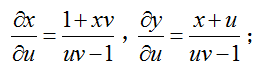 ∂x/∂u = (1+xv)/(uv−1) , ∂y/∂u = (x+u)/(uv−1) ;